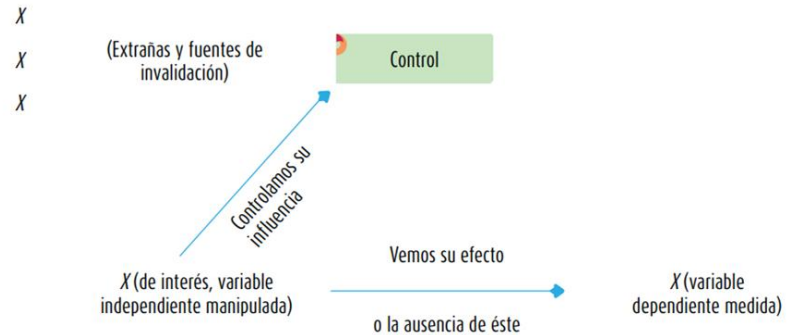 X
X
X
(Extrañas y fuentes de
invalidación)
Control
Controlamos su
influencia
X (de interés, variable
independiente manipulada)
Vemos su efecto
o la ausencia de éste
X (variable
dependiente medida)